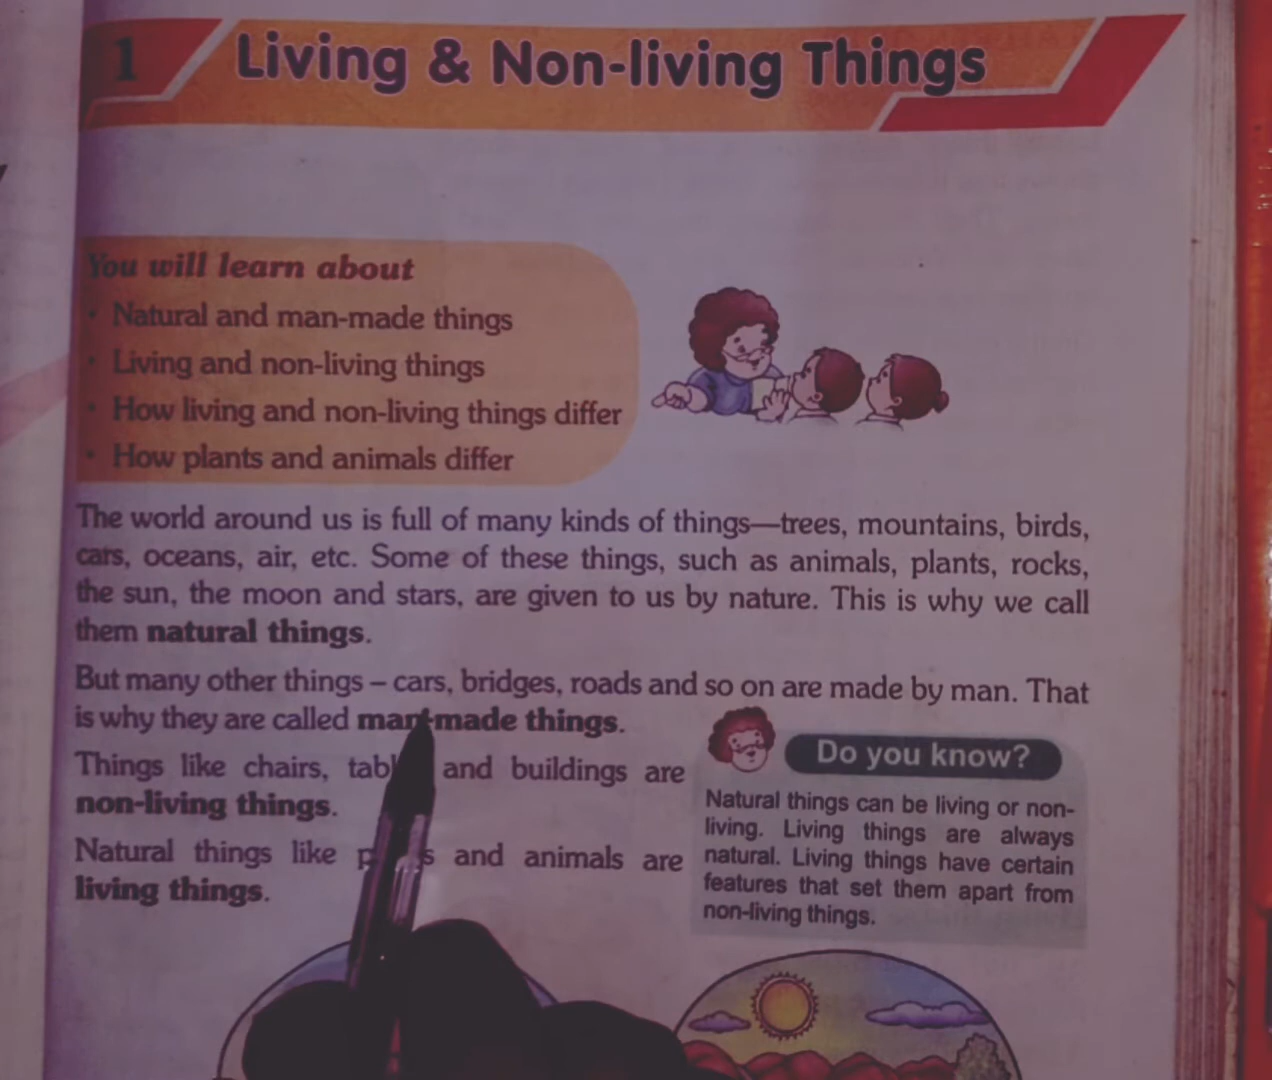 1 Living & Non-living Things
You will learn about
• Natural and man-made things
• Living and non-living things
• How living and non-living things differ
• How plants and animals differ
The world around us is full of many kinds of things—trees, mountains, birds,
cars, oceans, air, etc. Some of these things, such as animals, plants, rocks,
the sun, the moon and stars, are given to us by nature. This is why we call
them natural things.
But many other things – cars, bridges, roads and so on are made by man. That
is why they are called man-made things.
Things like chairs, and buildings are
non-living things.
Natural things like and animals are
living things.
Do you know?
Natural things can be living or non-
living. Living things are always
natural. Living things have certain
features that set them apart from
non-living things.